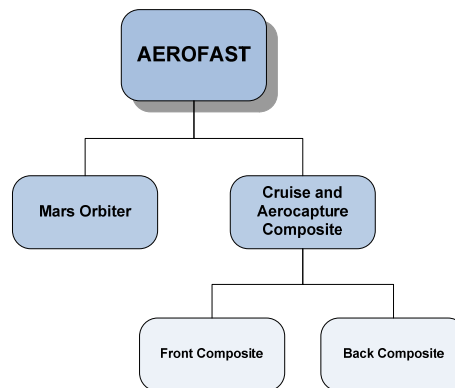 AEROFAST
Mars Orbiter
Cruise and
Aerocapture
Composite
Front Composite
Back Composite